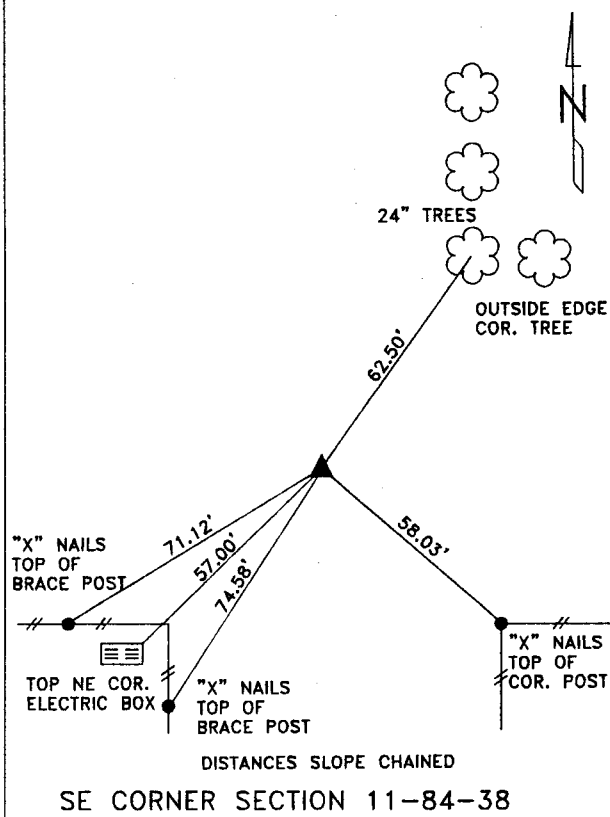 N
24" TREES
OUTSIDE EDGE
COR. TREE
62.50'
71.12'
57.00'
74.58'
58.03'
"X" NAILS
TOP OF
BRACE POST
TOP NE COR.
ELECTRIC BOX
"X" NAILS
TOP OF
BRACE POST
"X" NAILS
TOP OF
COR. POST
DISTANCES SLOPE CHAINED
SE CORNER SECTION 11-84-38